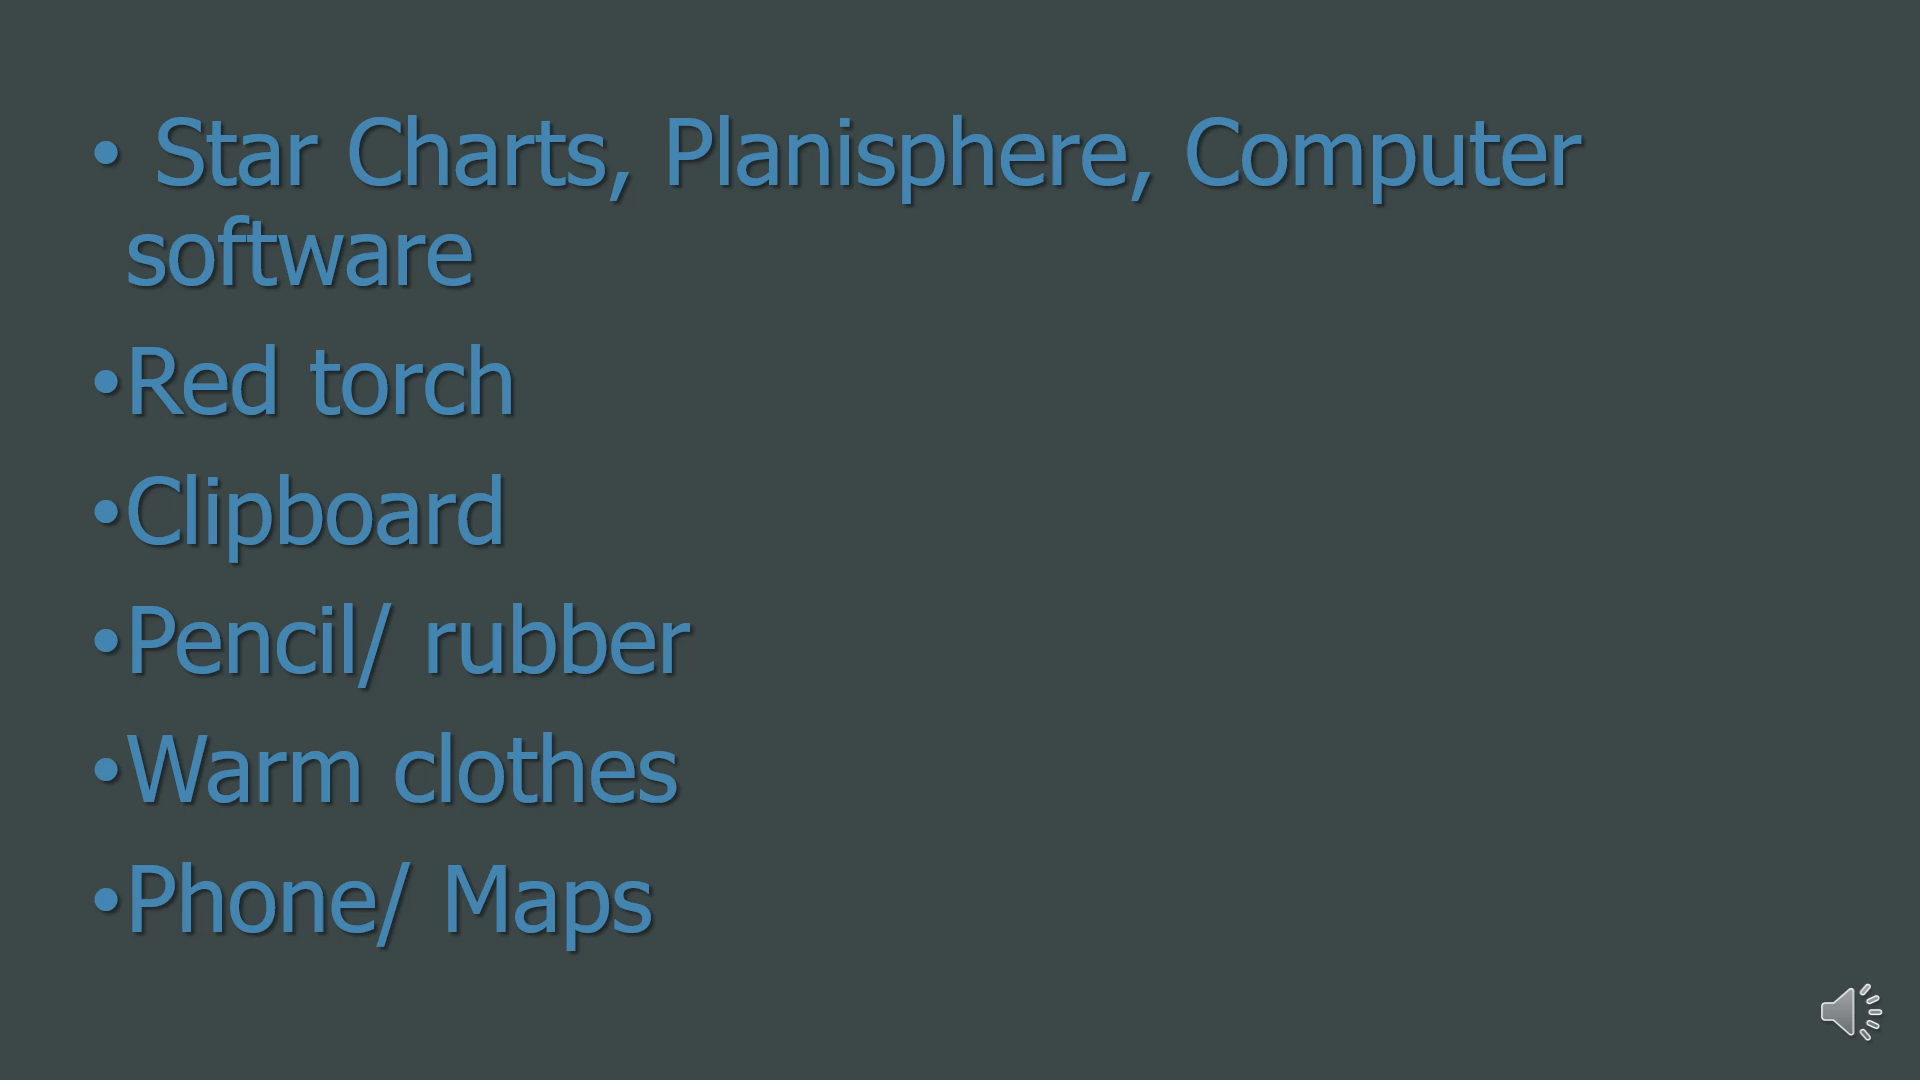 • Star Charts, Planisphere, Computer
software
•Red torch
•Clipboard
•Pencil/ rubber
•Warm clothes
•Phone/ Maps